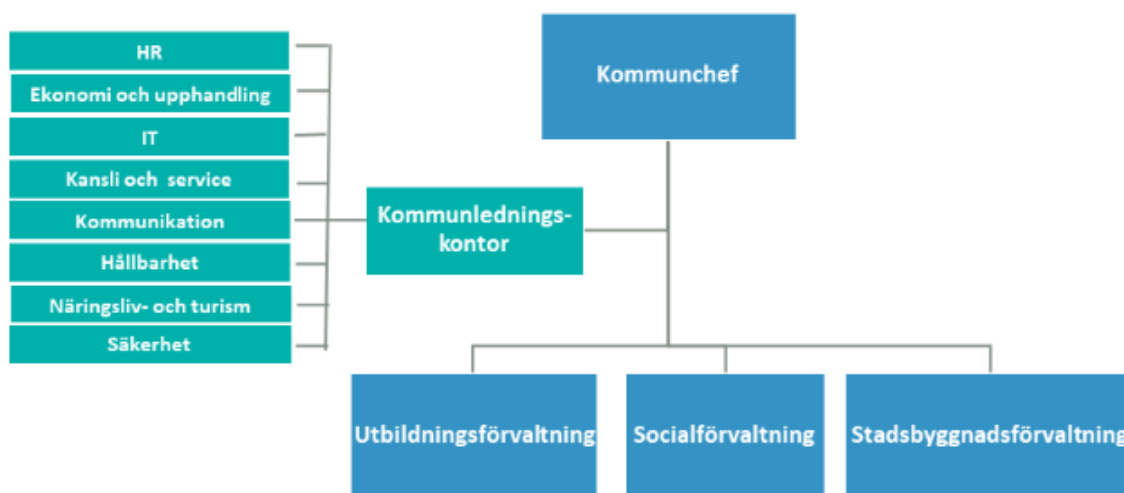 HR
Ekonomi och upphandling
IT
Kansli och service
Kommunikation
Hållbarhet
Näringsliv- och turism
Säkerhet
Kommunchef
Kommunlednings-
kontor
Utbildningsförvaltning
Socialförvaltning
Stadsbyggnadsförvaltning